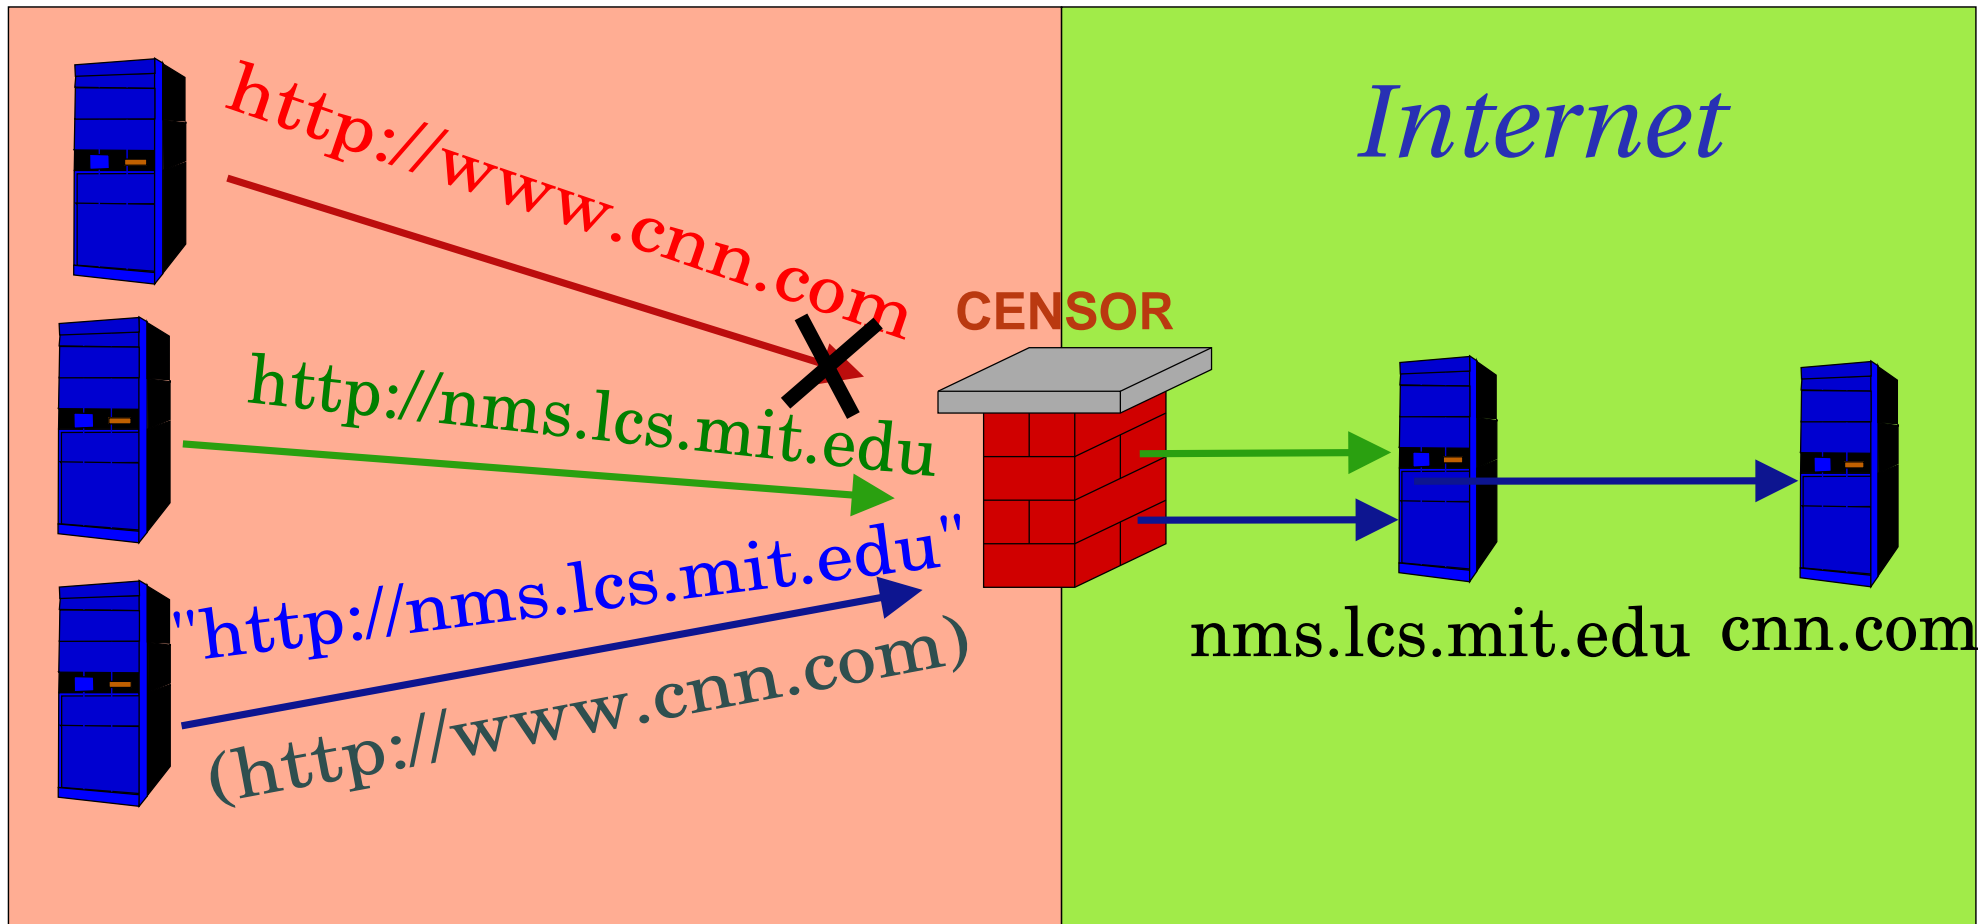 http://www.cnn.com
Internet
CENSOR
http://nms.lcs.mit.edu
"http://nms.lcs.mit.edu"
(http://www.cnn.com)
nms.lcs.mit.edu
cnn.com